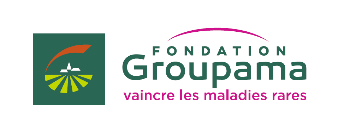 FONDATION
Groupama
vaincre les maladies rares